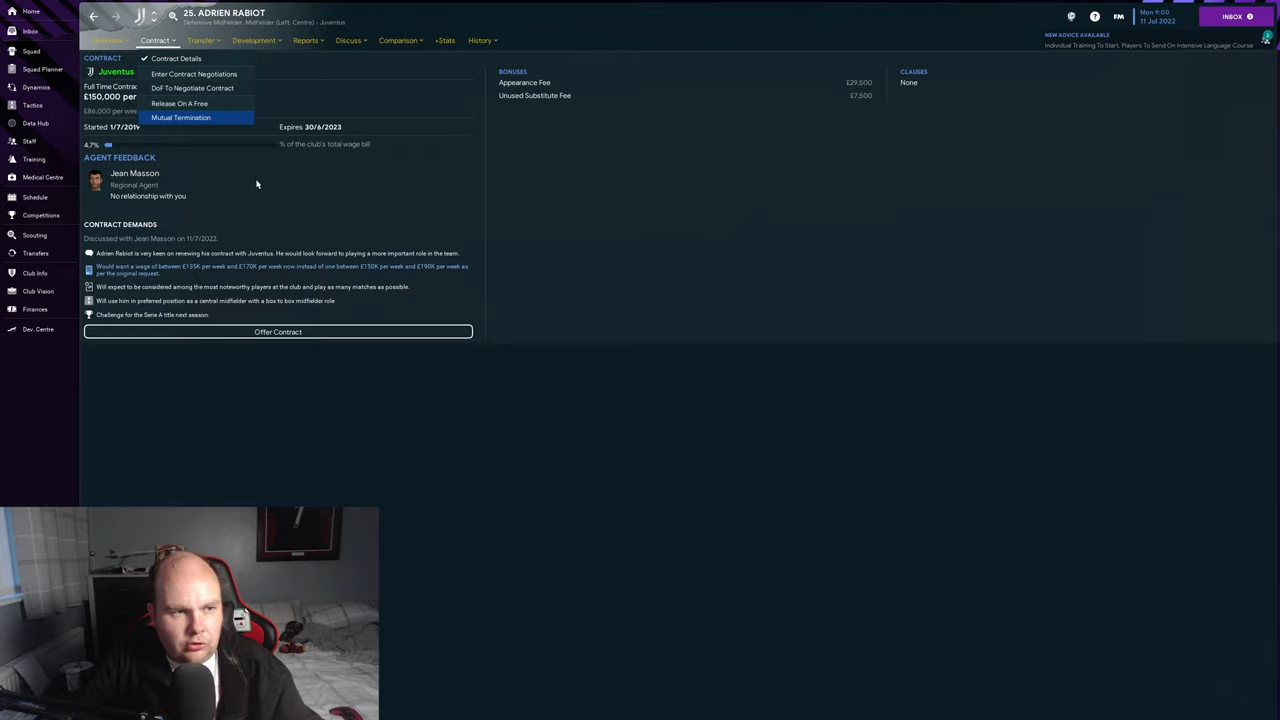 25. ADRIEN RABIOT
Defensive Midfielder, Midfielder (Left, Centre) - Juventus
Mon 9:00
11 Jul 2022
INBOX
FM
Overview
Contract
Transfer
Development
Reports
Discuss
Comparison
+Stats
History
NEW ADVICE AVAILABLE
Individual Training To Start, Players To Send On Intensive Language Course
Home
Inbox
Squad
Squad Planner
Dynamics
Tactics
Data Hub
Staff
Training
Medical Centre
Schedule
Competitions
Scouting
Transfers
Club Info
Club Vision
Finances
Dev. Centre
Contract Details
Enter Contract Negotiations
DoF To Negotiate Contract
Release On A Free
Mutual Termination
CONTRACT
Juventus
Full Time Contrac
£150,000 per
£86,000 per wee
Started 1/7/2019
Expires 30/6/2023
4.7%
% of the club's total wage bill
AGENT FEEDBACK
Jean Masson
Regional Agent
No relationship with you
CONTRACT DEMANDS
Discussed with Jean Masson on 11/7/2022.
Adrien Rabiot is very keen on renewing his contract with Juventus. He would look forward to playing a more important role in the team.
Would want a wage of between £135K per week and £170K per week now instead of one between £150K per week and £190K per week as
per the original request.
Will expect to be considered among the most noteworthy players at the club and play as many matches as possible.
Will use him in preferred position as a central midfielder with a box to box midfielder role
Challenge for the Serie A title next season.
Offer Contract
BONUSES
Appearance Fee
£29,500
Unused Substitute Fee
£7,500
CLAUSES
None